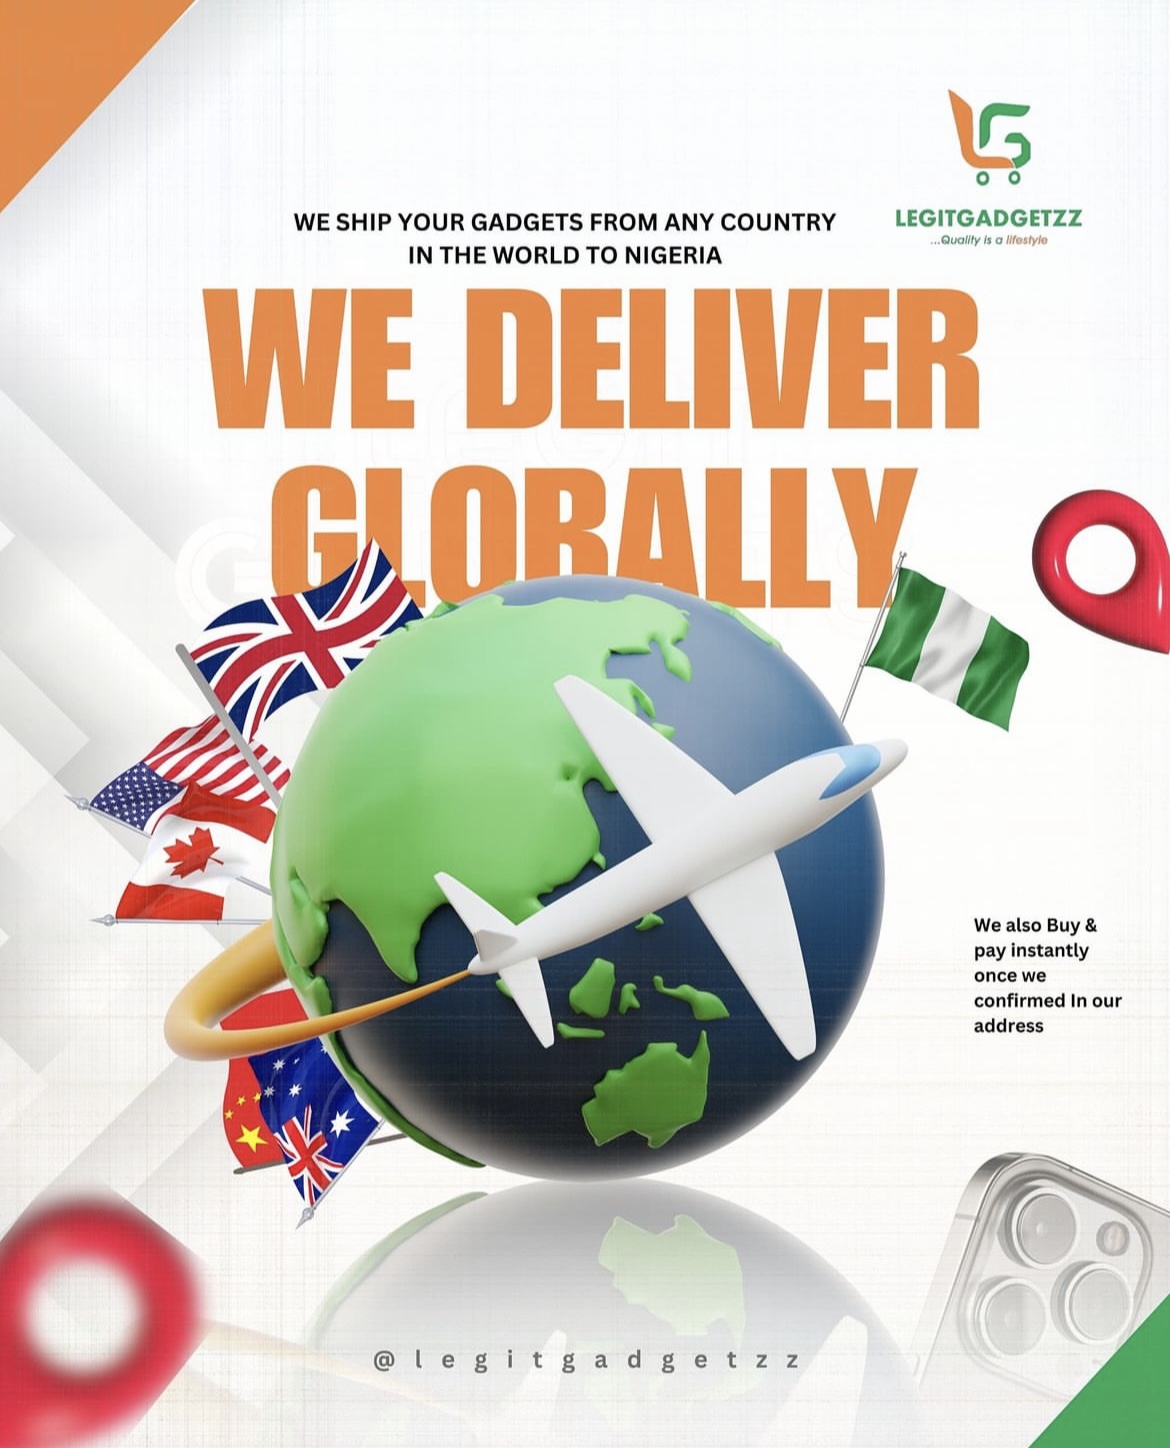 LEGITGADGETZZ
...Quality is a lifestyle
WE SHIP YOUR GADGETS FROM ANY COUNTRY
IN THE WORLD TO NIGERIA
WE DELIVER
GLOBALLY
We also Buy &
pay instantly
once we
confirmed In our
address
@legitgadgetzz